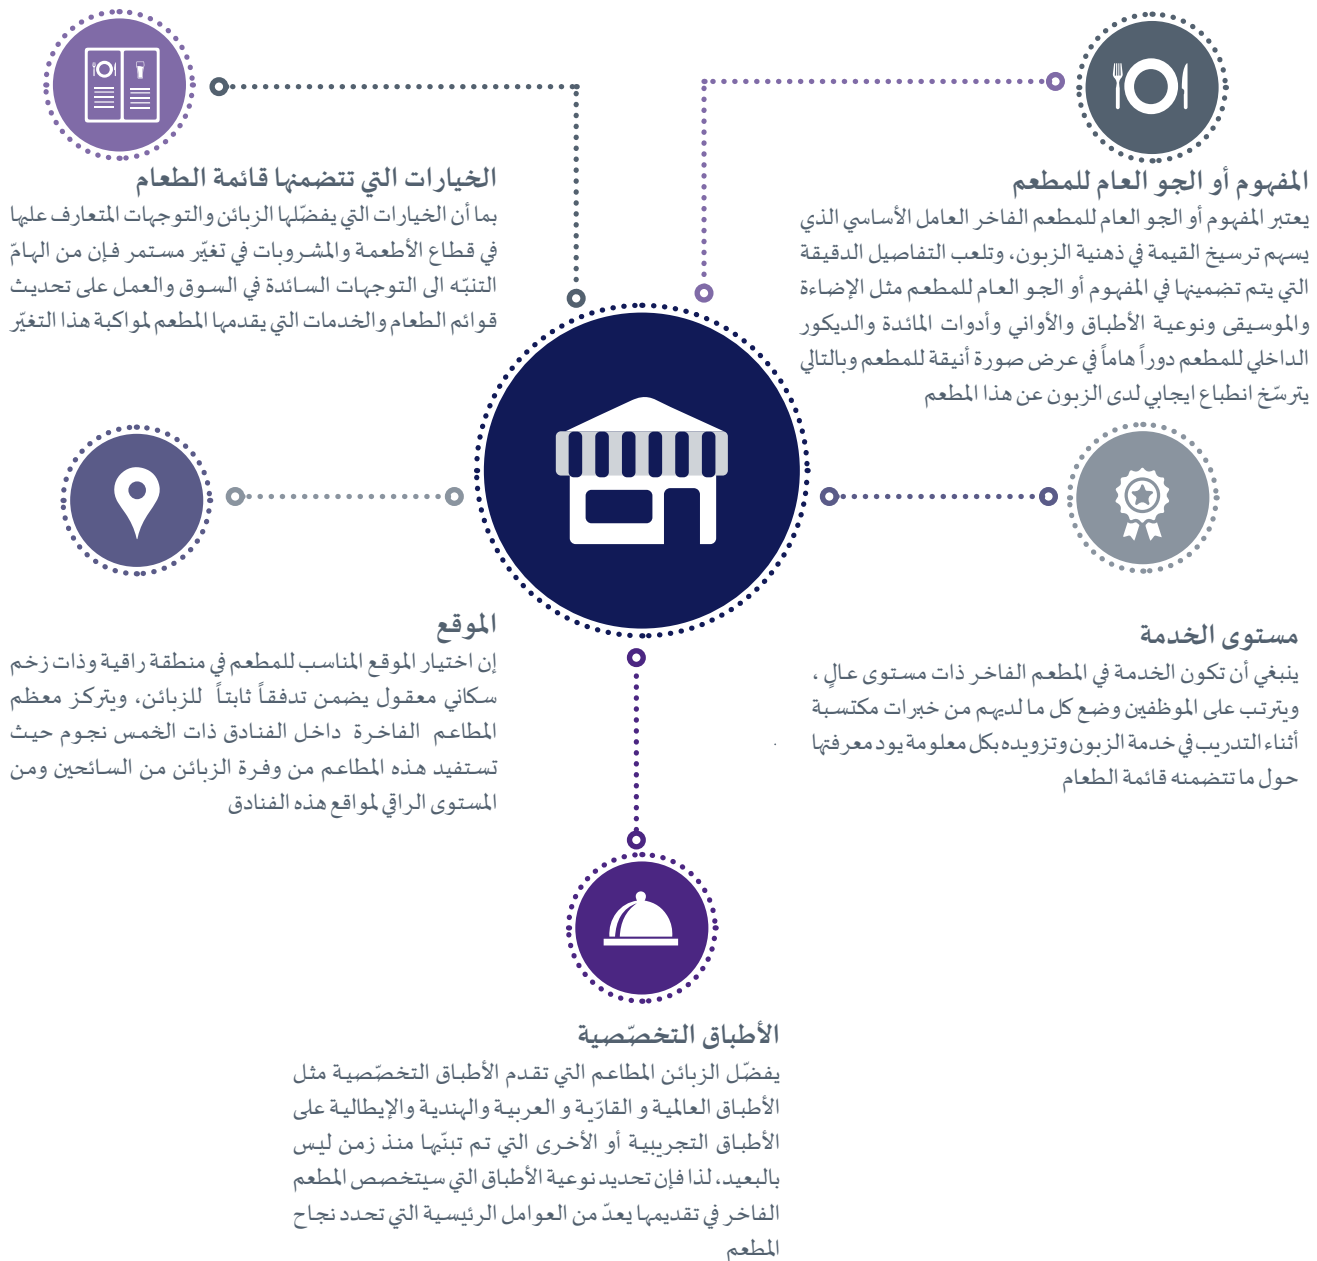 المفهوم أو الجو العام للمطعم
يعتبر المفهوم أو الجو العام للمطعم الفاخر العامل الأساسي الذي
يسهم ترسيخ القيمة في ذهنية الزبون، وتلعب التفاصيل الدقيقة
التي يتم تضمينها في المفهوم أو الجو العام للمطعم مثل الإضاءة
والموسيقى ونوعية الأطباق والأواني وأدوات المائدة والديكور
الداخلي للمطعم دوراً هاماً في عرض صورة أنيقة للمطعم وبالتالي
يترسّخ انطباع ايجابي لدى الزبون عن هذا المطعم
الخيارات التي تتضمنها قائمة الطعام
بما أن الخيارات التي يفضّلها الزبائن والتوجهات المتعارف عليها
في قطاع الأطعمة والمشروبات في تغيّر مستمر فإن من الهامّ
التنبّه الى التوجهات السائدة في السوق والعمل على تحديث
قوائم الطعام والخدمات التي يقدمها المطعم لمواكبة هذا التغيّر
مستوى الخدمة
ينبغي أن تكون الخدمة في المطعم الفاخر ذات مستوى عالٍ ،
ويترتب على الموظفين وضع كل ما لديهم من خبرات مكتسبة
أثناء التدريب في خدمة الزبون وتزويده بكل معلومة يود معرفتها
حول ما تتضمنه قائمة الطعام
الموقع
إن اختيار الموقع المناسب للمطعم في منطقة راقية وذات زخم
سكاني معقول يضمن تدفقاً ثابتاً للزبائن، ويتركز معظم
المطاعم الفاخرة داخل الفنادق ذات الخمس نجوم حيث
تستفيد هذه المطاعم من وفرة الزبائن من السائحين ومن
المستوى الراقي لمواقع هذه الفنادق
الأطباق التخصّصية
يفضّل الزبائن المطاعم التي تقدم الأطباق التخصّصية مثل
الأطباق العالمية و القارّية و العربية والهندية والإيطالية على
الأطباق التجريبية أو الأخرى التي تم تبنّيها منذ زمن ليس
بالبعيد، لذا فإن تحديد نوعية الأطباق التي سيتخصص المطعم
الفاخر في تقديمها يعدّ من العوامل الرئيسية التي تحدد نجاح
المطعم